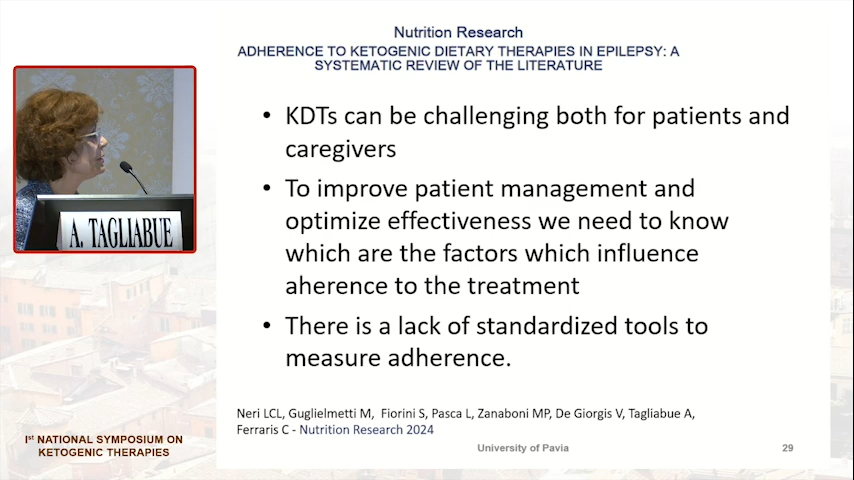 Nutrition Research
ADHERENCE TO KETOGENIC DIETARY THERAPIES IN EPILEPSY: A
SYSTEMATIC REVIEW OF THE LITERATURE
• KDTs can be challenging both for patients and
caregivers
• To improve patient management and
optimize effectiveness we need to know
which are the factors which influence
aherence to the treatment
• There is a lack of standardized tools to
measure adherence.
A. TAGLIABUE
Neri LCL, Guglielmetti M, Fiorini S, Pasca L, Zanaboni MP, De Giorgis V, Tagliabue A,
Ferraris C - Nutrition Research 2024
Ist NATIONAL SYMPOSIUM ON
KETOGENIC THERAPIES
University of Pavia
29